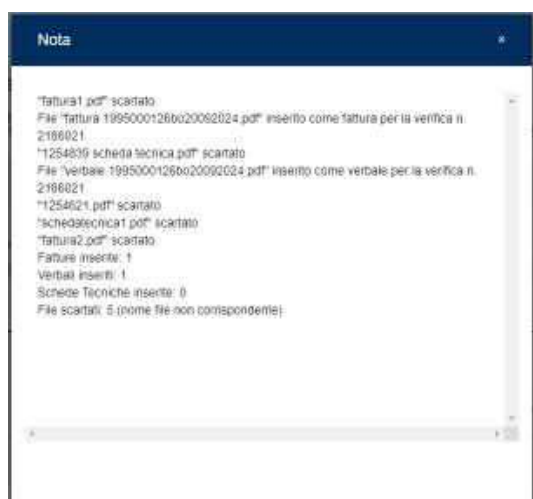 Nota
"fattura1.pdf" scartato
File "fattura 1995000126bo20092024.pdf" inserito come fattura per la verifica n.
2166021
"1254839 scheda tecnica.pdf" scartato
File "verbale 1995000126bo20092024.pdf" inserito come verbale per la verifica n.
2166021
"1254621.pdf" scartato
"schedatecnica1.pdf" scartato
"fattura2.pdf" scartato
Fatture inserite: 1
Verbali inseriti: 1
Schede Tecniche inserite: 0
File scartati: 5 (nome file non corrispondente)